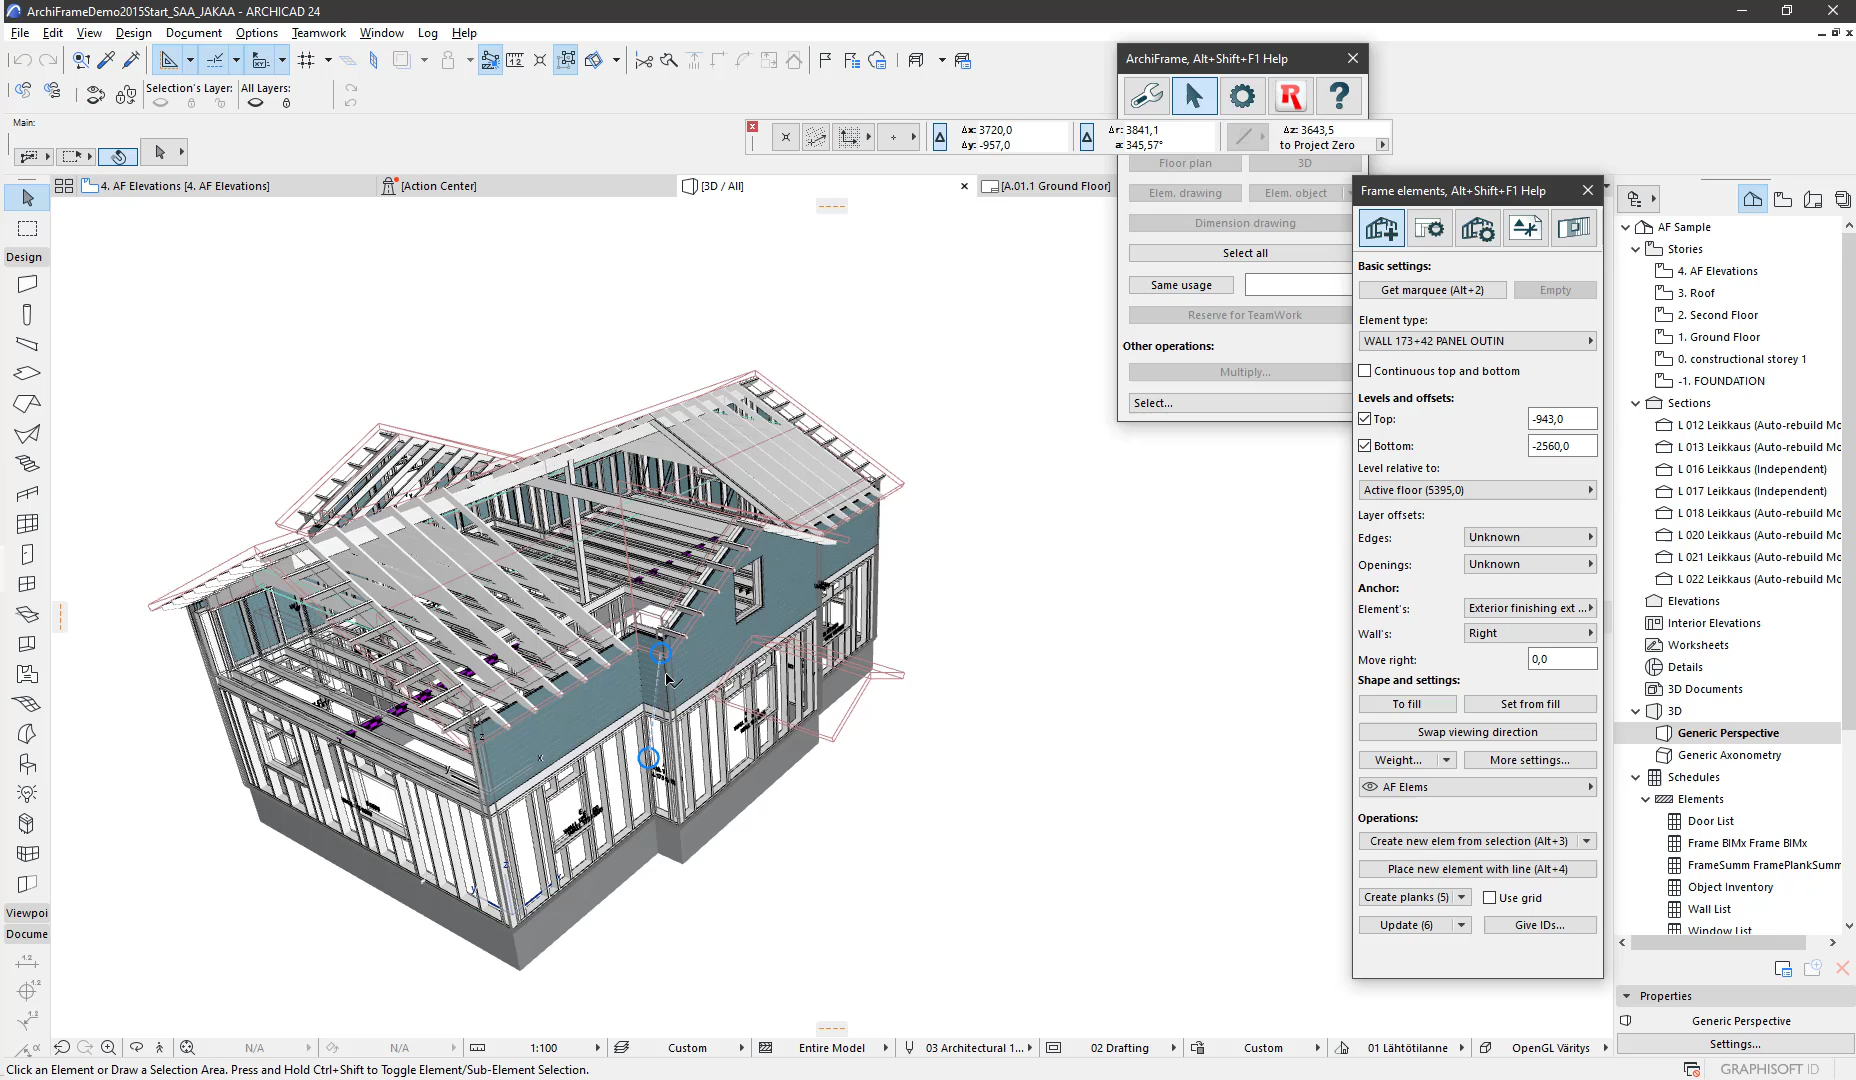 ArchiFrameDemo2015Start_SAA_JAKAA - ARCHICAD 24
File Edit View Design Document Options Teamwork Window Log Help
Selection's Layer: All Layers:
Main:
ArchiFrame, Alt+Shift+F1 Help
Δx: 3720,0
Δy: -957,0
Δr: 3841,1
a: 345,57°
Δz: 3643,5
to Project Zero
4. AF Elevations [4. AF Elevations]
[Action Center]
[3D / All]
[A.01.1 Ground Floor]
Floor plan 3D
Elem. drawing Elem. object
Dimension drawing
Select all
Same usage
Reserve for TeamWork
Other operations:
Multiply...
Select...
Frame elements, Alt+Shift+F1 Help
Basic settings:
Get marquee (Alt+2) Empty
Element type:
WALL 173+42 PANEL OUTIN
Continuous top and bottom
Levels and offsets:
Top: -943,0
Bottom: -2560,0
Level relative to:
Active floor (5395,0)
Layer offsets:
Edges: Unknown
Openings: Unknown
Anchor:
Element's: Exterior finishing ext ...
Wall's: Right
Move right: 0,0
Shape and settings:
To fill Set from fill
Swap viewing direction
Weight... More settings...
AF Elems
Operations:
Create new elem from selection (Alt+3)
Place new element with line (Alt+4)
Create planks (5) Use grid
Update (6) Give IDs...
AF Sample
Stories
4. AF Elevations
3. Roof
2. Second Floor
1. Ground Floor
0. constructional storey 1
-1. FOUNDATION
Sections
L 012 Leikkaus (Auto-rebuild Mo
L 013 Leikkaus (Auto-rebuild Mo
L 016 Leikkaus (Independent)
L 017 Leikkaus (Independent)
L 018 Leikkaus (Auto-rebuild Mo
L 020 Leikkaus (Auto-rebuild Mo
L 021 Leikkaus (Auto-rebuild Mo
L 022 Leikkaus (Auto-rebuild Mo
Elevations
Interior Elevations
Worksheets
Details
3D Documents
3D
Generic Perspective
Generic Axonometry
Schedules
Elements
Door List
Frame BIMx Frame BIMx
FrameSumm FramePlankSumm
Object Inventory
Wall List
Window List
Properties
Generic Perspective
Settings...
Design
Viewpoi
Docume
N/A N/A 1:100 Custom Entire Model 03 Architectural 1... 02 Drafting Custom 01 Lähtötilanne OpenGL Väritys
Click an Element or Draw a Selection Area. Press and Hold Ctrl+Shift to Toggle Element/Sub-Element Selection.
GRAPHISOFT ID